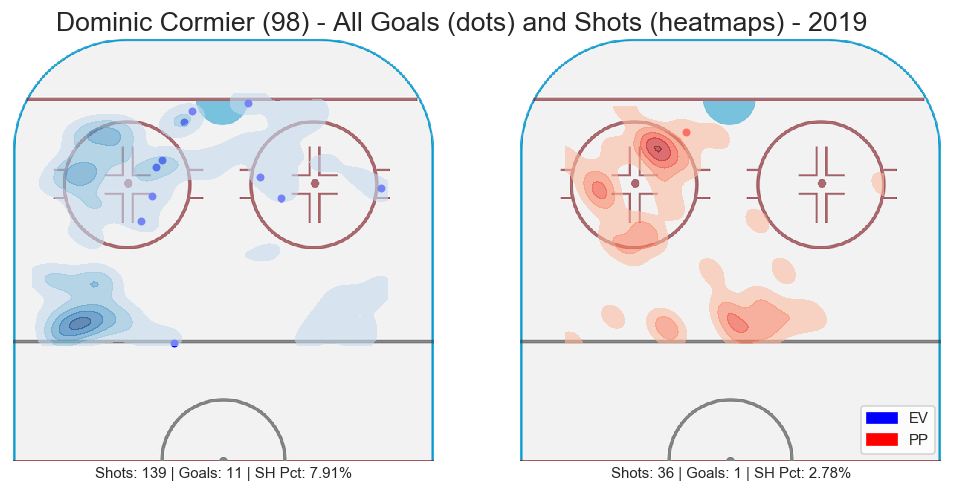 Dominic Cormier (98) - All Goals (dots) and Shots (heatmaps) - 2019
EV
PP
Shots: 139 | Goals: 11 | SH Pct: 7.91%
Shots: 36 | Goals: 1 | SH Pct: 2.78%